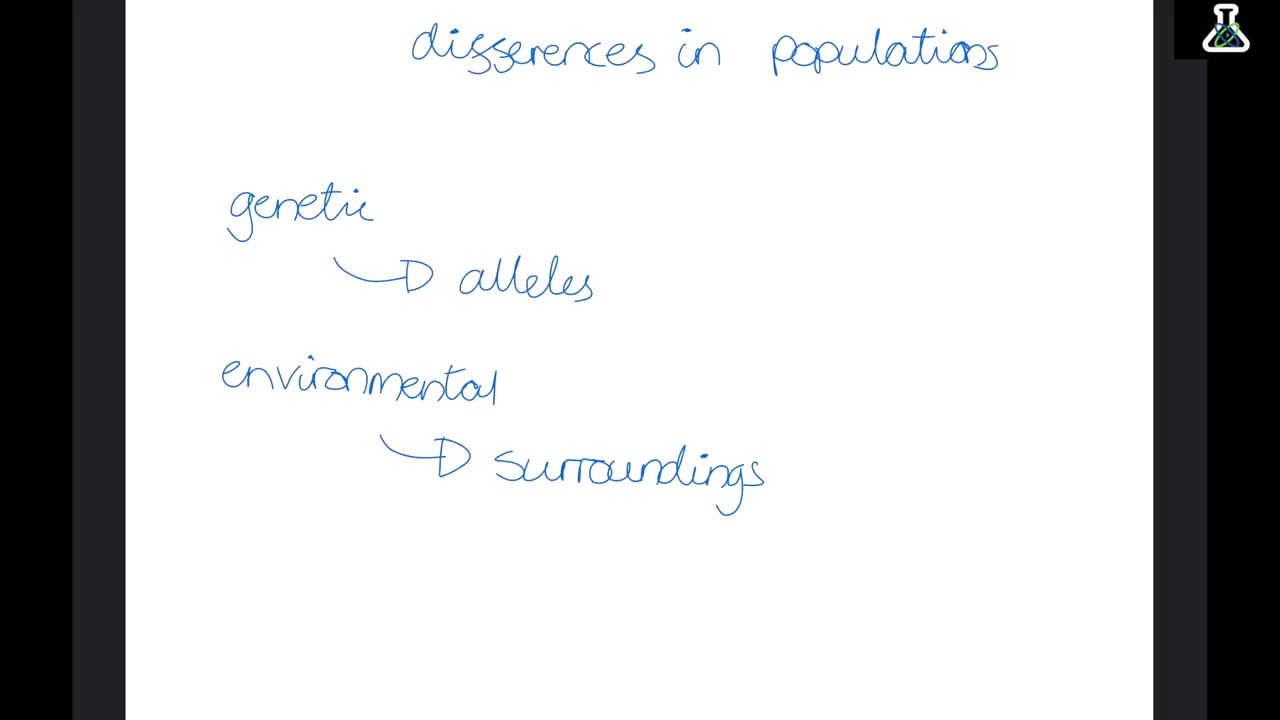 differences in populations
genetic
alleles
environmental
surroundings